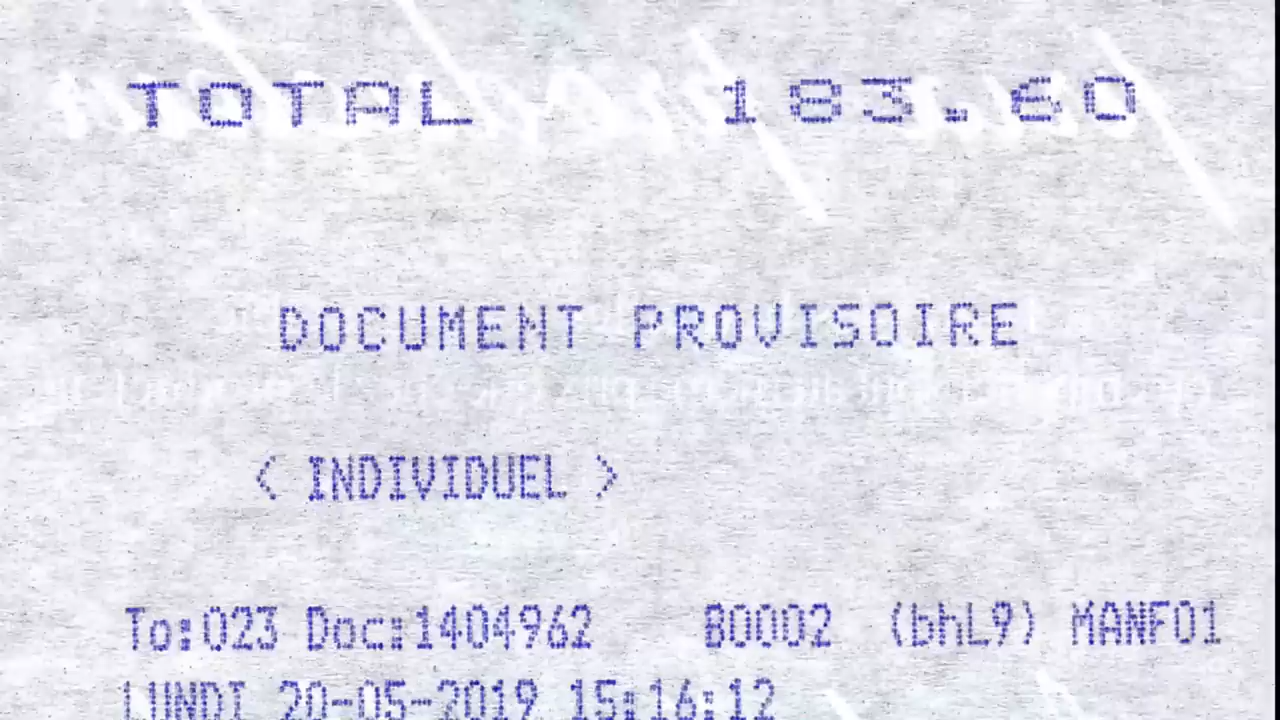 TOTAL 183.60
DOCUMENT PROVISOIRE
< INDIVIDUEL >
To:023 Doc:1404962 80002 (bhL9) MANF01
LUNDI 20-05-2019 15:16:12